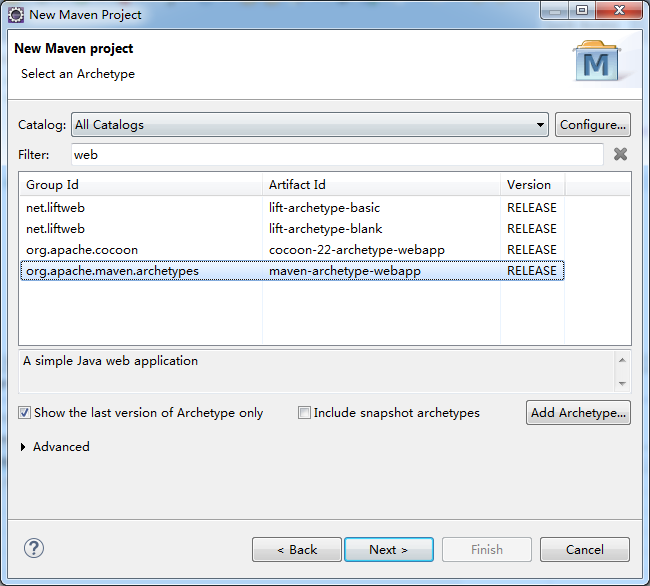 New Maven Project
New Maven project
Select an Archetype
M
Catalog: All Catalogs Configure...
Filter: web
Group Id Artifact Id Version
net.liftweb lift-archetype-basic RELEASE
net.liftweb lift-archetype-blank RELEASE
org.apache.cocoon cocoon-22-archetype-webapp RELEASE
org.apache.maven.archetypes maven-archetype-webapp RELEASE
A simple Java web application
Show the last version of Archetype only Include snapshot archetypes Add Archetype...
Advanced
? < Back Next > Finish Cancel